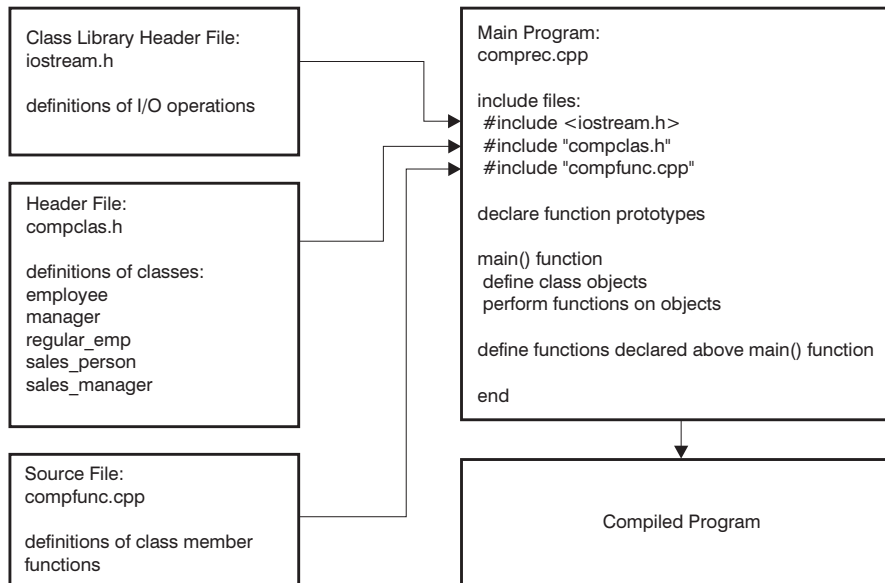 Class Library Header File:
iostream.h
definitions of I/O operations
Header File:
compclas.h
definitions of classes:
employee
manager
regular_emp
sales_person
sales_manager
Source File:
compfunc.cpp
definitions of class member
functions
Main Program:
comprec.cpp
include files:
#include <iostream.h>
#include "compclas.h"
#include "compfunc.cpp"
declare function prototypes
main() function
define class objects
perform functions on objects
define functions declared above main() function
end
Compiled Program